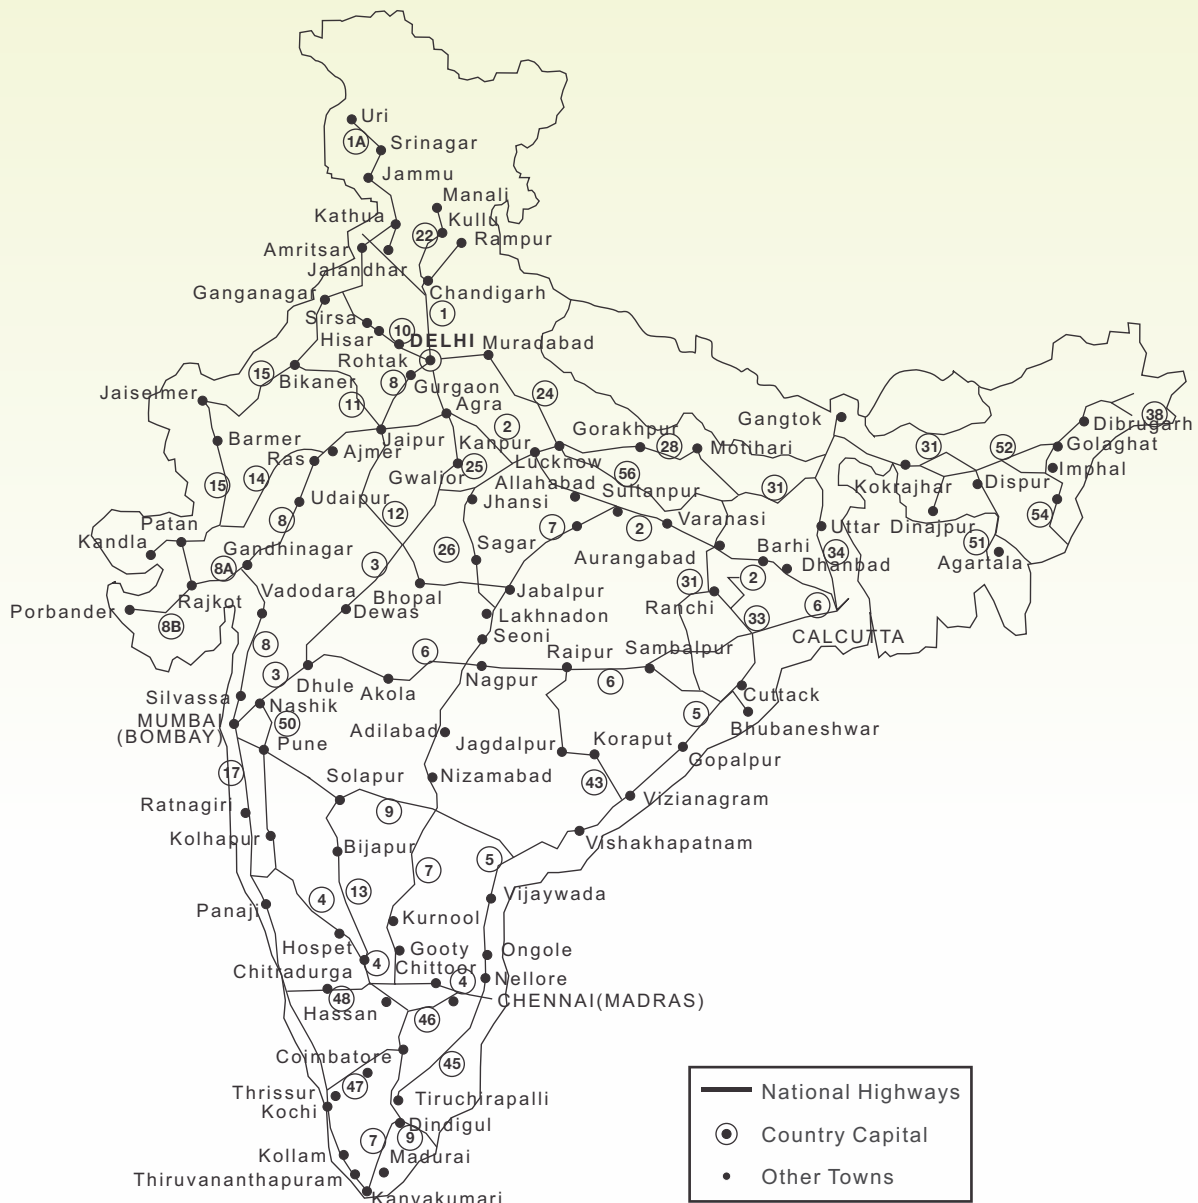 Uri
1A
Srinagar
Jammu
Manali
Kathua
Kullu
22
Rampur
Amritsar
Jalandhar
Ganganagar
Chandigarh
1
Sirsa
10
Hisar
DELHI
Muradabad
Rohtak
15
Bikaner
8
Gurgaon
24
Jaiselmer
11
Agra
Gangtok
38
2
Dibrugarh
Barmer
Jaipur
Kanpur
Gorakhpur
28
Motihari
31
52
Golaghat
Ajmer
Ras
Lucknow
Gwalior
25
56
Imphal
15
14
Allahabad
Sultanpur
31
Kokrajhar
Dispur
Udaipur
Jhansi
12
54
Patan
8
7
2
Varanasi
Uttar Dinajpur
Kandla
Gandhinagar
26
Sagar
Aurangabad
Barhi
34
51
8A
3
Dhanbad
Agartala
Rajkot
Vadodara
Bhopal
Jabalpur
31
2
Porbander
8B
Dewas
Lakhnadon
Ranchi
33
6
8
Seoni
CALCUTTA
6
Raipur
Sambalpur
3
Dhule
Akola
Nagpur
6
Silvassa
Nashik
Cuttack
MUMBAI
(BOMBAY)
50
5
Bhubaneshwar
Pune
Adilabad
Jagdalpur
Koraput
Gopalpur
17
Solapur
Nizamabad
43
Ratnagiri
9
Vizianagram
Kolhapur
Bijapur
5
Vishakhapatnam
7
13
4
Vijaywada
Panaji
Kurnool
Hospet
Gooty
Ongole
4
Chittoor
Chitradurga
4
Nellore
48
CHENNAI(MADRAS)
Hassan
46
Coimbatore
45
47
Thrissur
Tiruchirapalli
Kochi
Dindigul
7
9
Kollam
Madurai
Thiruvananthapuram
Kanyakumari
National Highways
Country Capital
Other Towns